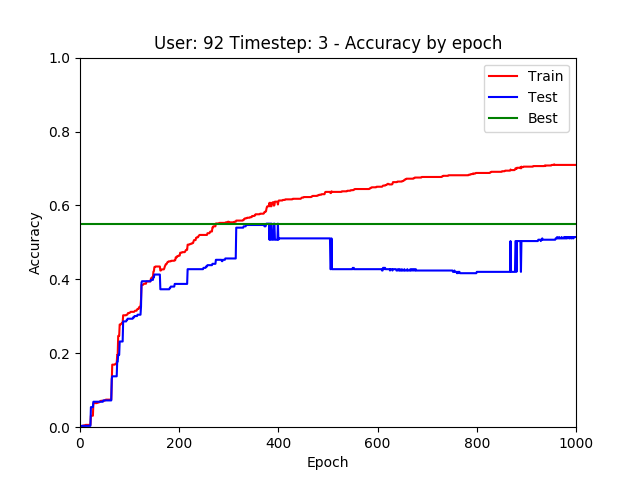 User: 92 Timestep: 3 - Accuracy by epoch
1.0
0.8
0.6
0.4
0.2
0.0
Accuracy
Train
Test
Best
0 200 400 600 800 1000
Epoch